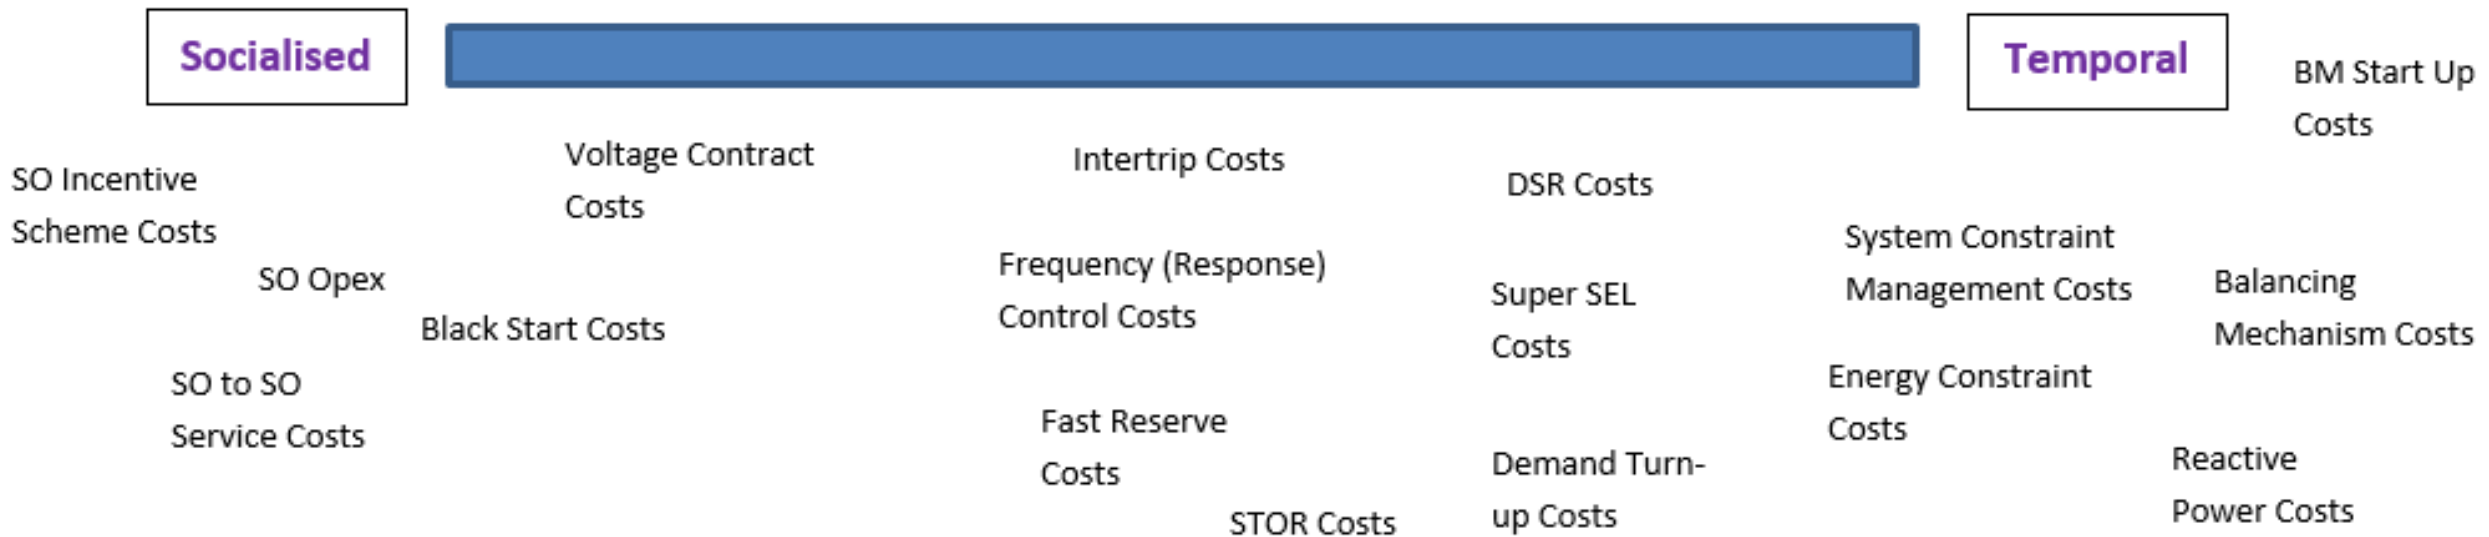 Socialised
Temporal
BM Start Up
Costs
SO Incentive
Scheme Costs
SO Opex
Black Start Costs
SO to SO
Service Costs
Voltage Contract
Costs
Intertrip Costs
Frequency (Response)
Control Costs
Fast Reserve
Costs
STOR Costs
DSR Costs
Super SEL
Costs
Demand Turn-
up Costs
System Constraint
Management Costs
Energy Constraint
Costs
Balancing
Mechanism Costs
Reactive
Power Costs